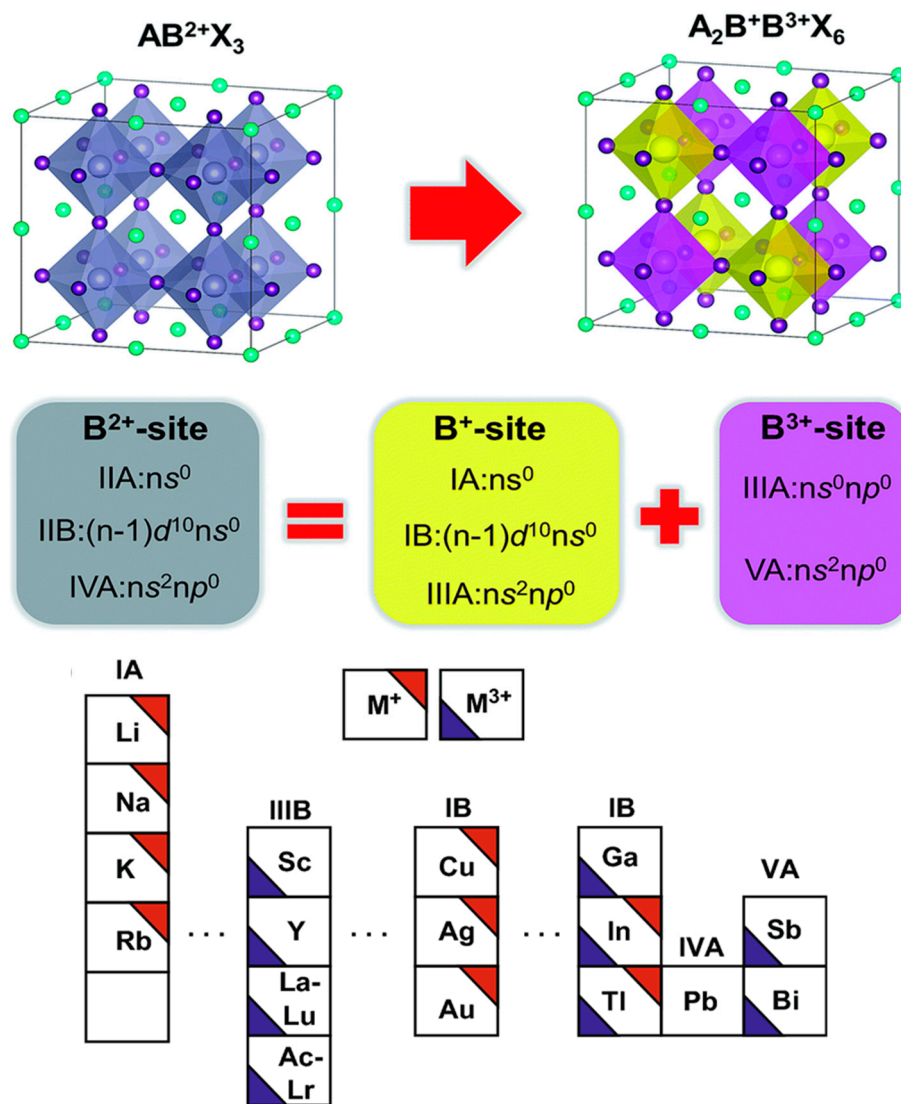 AB²⁺X₃ A₂B⁺B³⁺X₆
B²⁺-site
IIA:ns⁰
IIB:(n-1)d¹⁰ns⁰
IVA:ns²np⁰
=
B⁺-site
IA:ns⁰
IB:(n-1)d¹⁰ns⁰
IIIA:ns²np⁰
+
B³⁺-site
IIIA:ns⁰np⁰
VA:ns²np⁰
IA
M⁺ M³⁺
Li
Na
IIIB IB IB
K Sc Cu Ga VA
Rb ... Y ... Ag ... In IVA Sb
La-
Lu Au Tl Pb Bi
Ac-
Lr